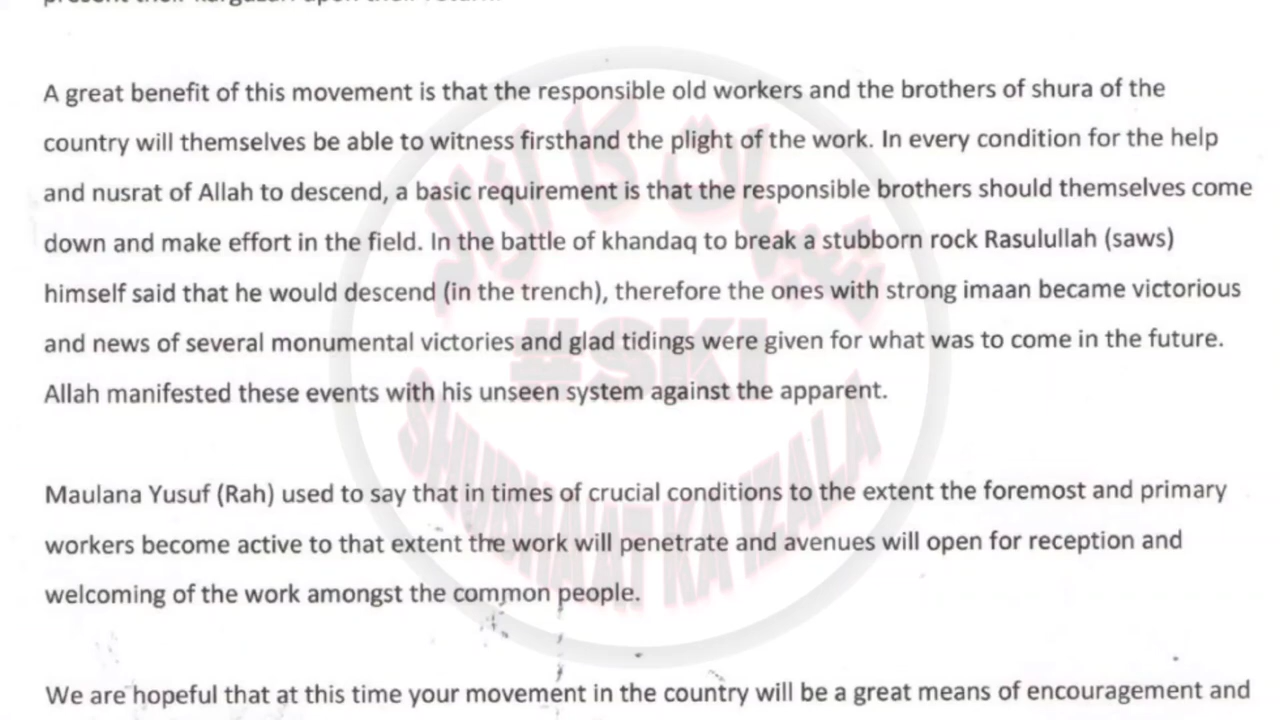 A great benefit of this movement is that the responsible old workers and the brothers of shura of the
country will themselves be able to witness firsthand the plight of the work. In every condition for the help
and nusrat of Allah to descend, a basic requirement is that the responsible brothers should themselves come
down and make effort in the field. In the battle of khandaq to break a stubborn rock Rasulullah (saws)
himself said that he would descend (in the trench), therefore the ones with strong imaan became victorious
and news of several monumental victories and glad tidings were given for what was to come in the future.
Allah manifested these events with his unseen system against the apparent.
Maulana Yusuf (Rah) used to say that in times of crucial conditions to the extent the foremost and primary
workers become active to that extent the work will penetrate and avenues will open for reception and
welcoming of the work amongst the common people.
We are hopeful that at this time your movement in the country will be a great means of encouragement and
شبہات کا ازالہ
#SKI
SHUBHAAT KA IZALA